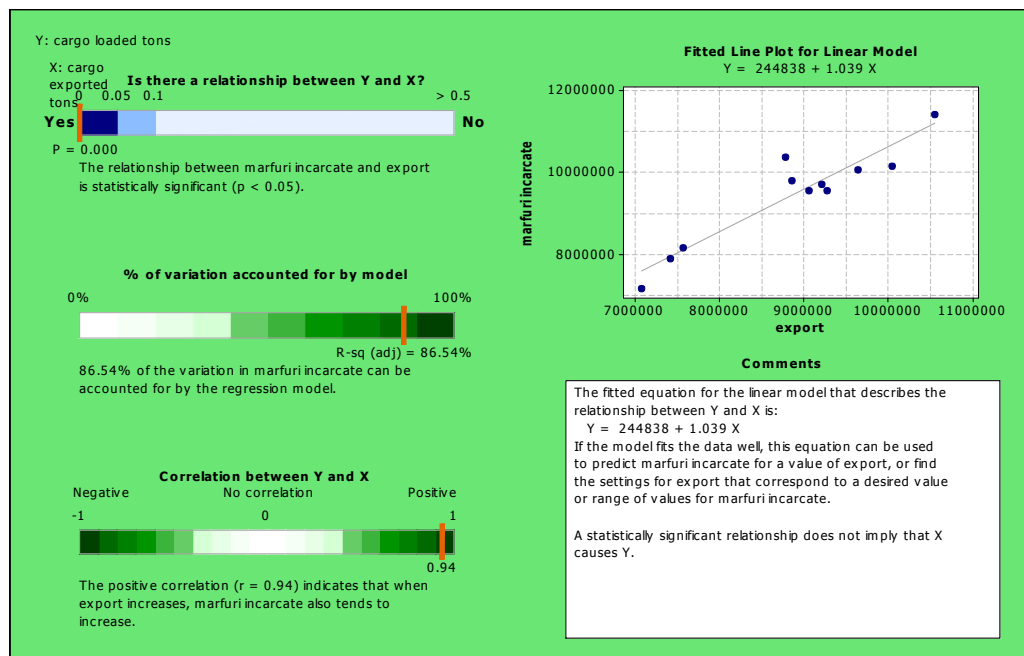 Y: cargo loaded tons
X: cargo
exported
tons
Is there a relationship between Y and X?
0 0.05 0.1 > 0.5
Yes No
P = 0.000
The relationship between marfuri incarcate and export
is statistically significant (p < 0.05).
% of variation accounted for by model
0% 100%
R-sq (adj) = 86.54%
86.54% of the variation in marfuri incarcate can be
accounted for by the regression model.
Correlation between Y and X
Negative No correlation Positive
-1 0 1
0.94
The positive correlation (r = 0.94) indicates that when
export increases, marfuri incarcate also tends to
increase.
Fitted Line Plot for Linear Model
Y = 244838 + 1.039 X
12000000
10000000
8000000
marfuri incarcate
7000000 8000000 9000000 10000000 11000000
export
Comments
The fitted equation for the linear model that describes the
relationship between Y and X is:
Y = 244838 + 1.039 X
If the model fits the data well, this equation can be used
to predict marfuri incarcate for a value of export, or find
the settings for export that correspond to a desired value
or range of values for marfuri incarcate.
A statistically significant relationship does not imply that X
causes Y.